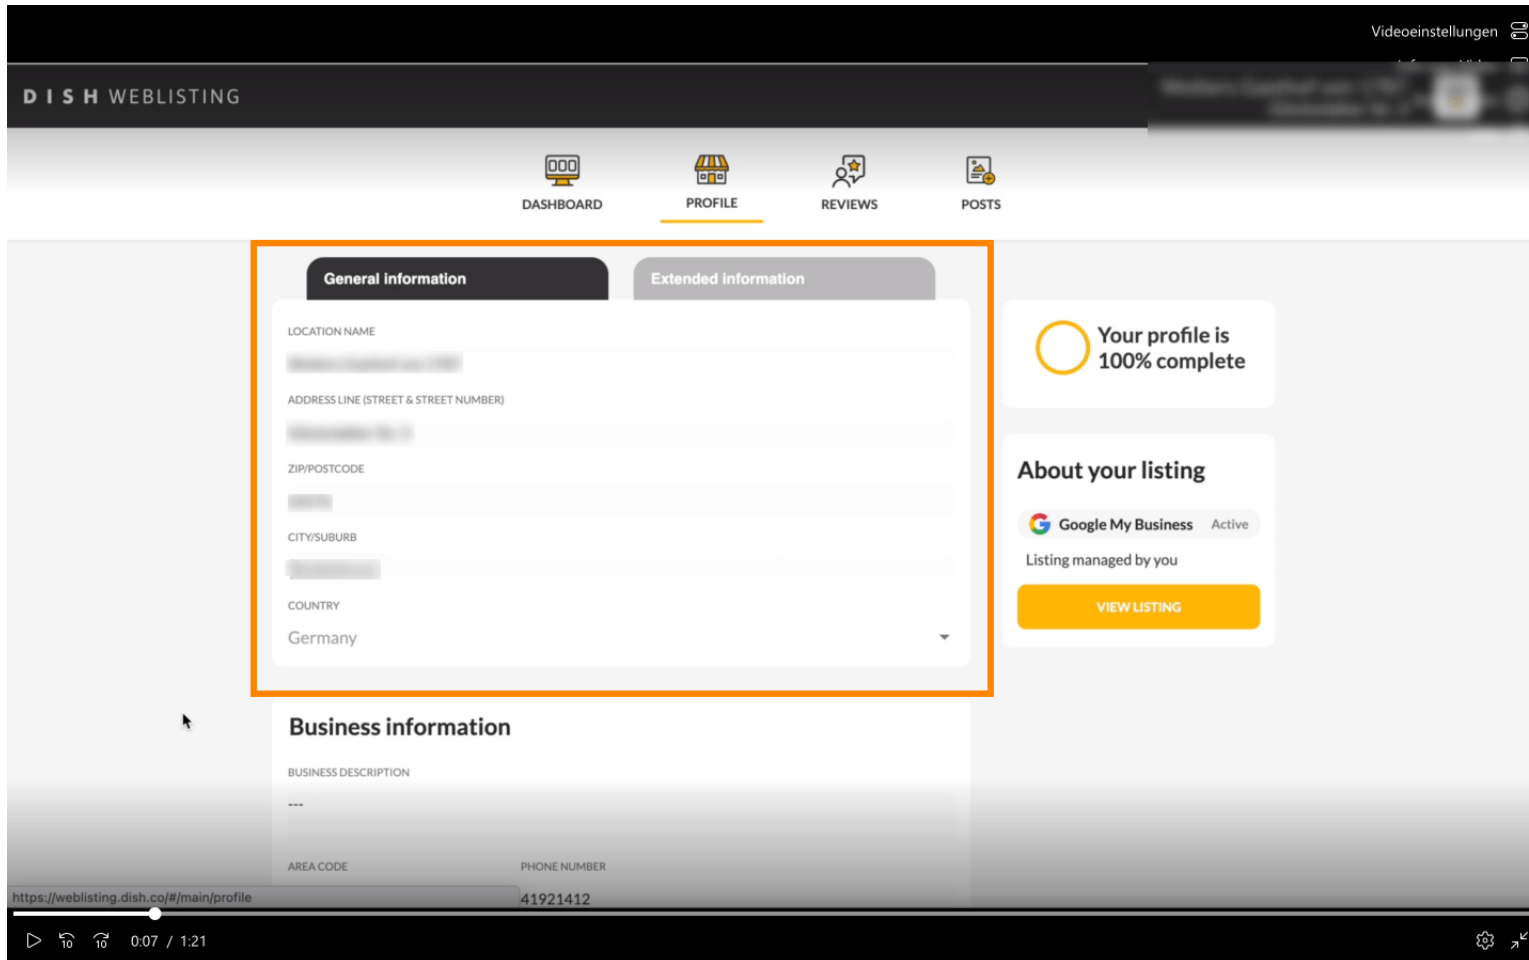 Videoeinstellungen
DISH WEBLISTING
DASHBOARD
PROFILE
REVIEWS
POSTS
General information
Extended information
LOCATION NAME
ADDRESS LINE (STREET & STREET NUMBER)
ZIP/POSTCODE
CITY/SUBURB
COUNTRY
Germany
Your profile is
100% complete
About your listing
Google My Business Active
Listing managed by you
VIEW LISTING
Business information
BUSINESS DESCRIPTION
---
AREA CODE
PHONE NUMBER
41921412
https://weblisting.dish.co/#/main/profile
10
10
0:07 / 1:21